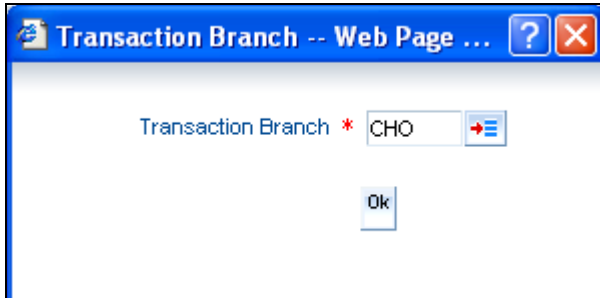 Transaction Branch -- Web Page ...
Transaction Branch * CHO
Ok